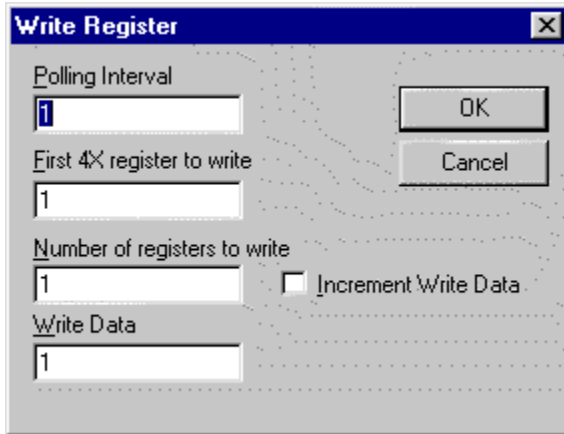 Write Register
Polling Interval
1
OK
First 4X register to write
Cancel
1
Number of registers to write
1
Increment Write Data
Write Data
1